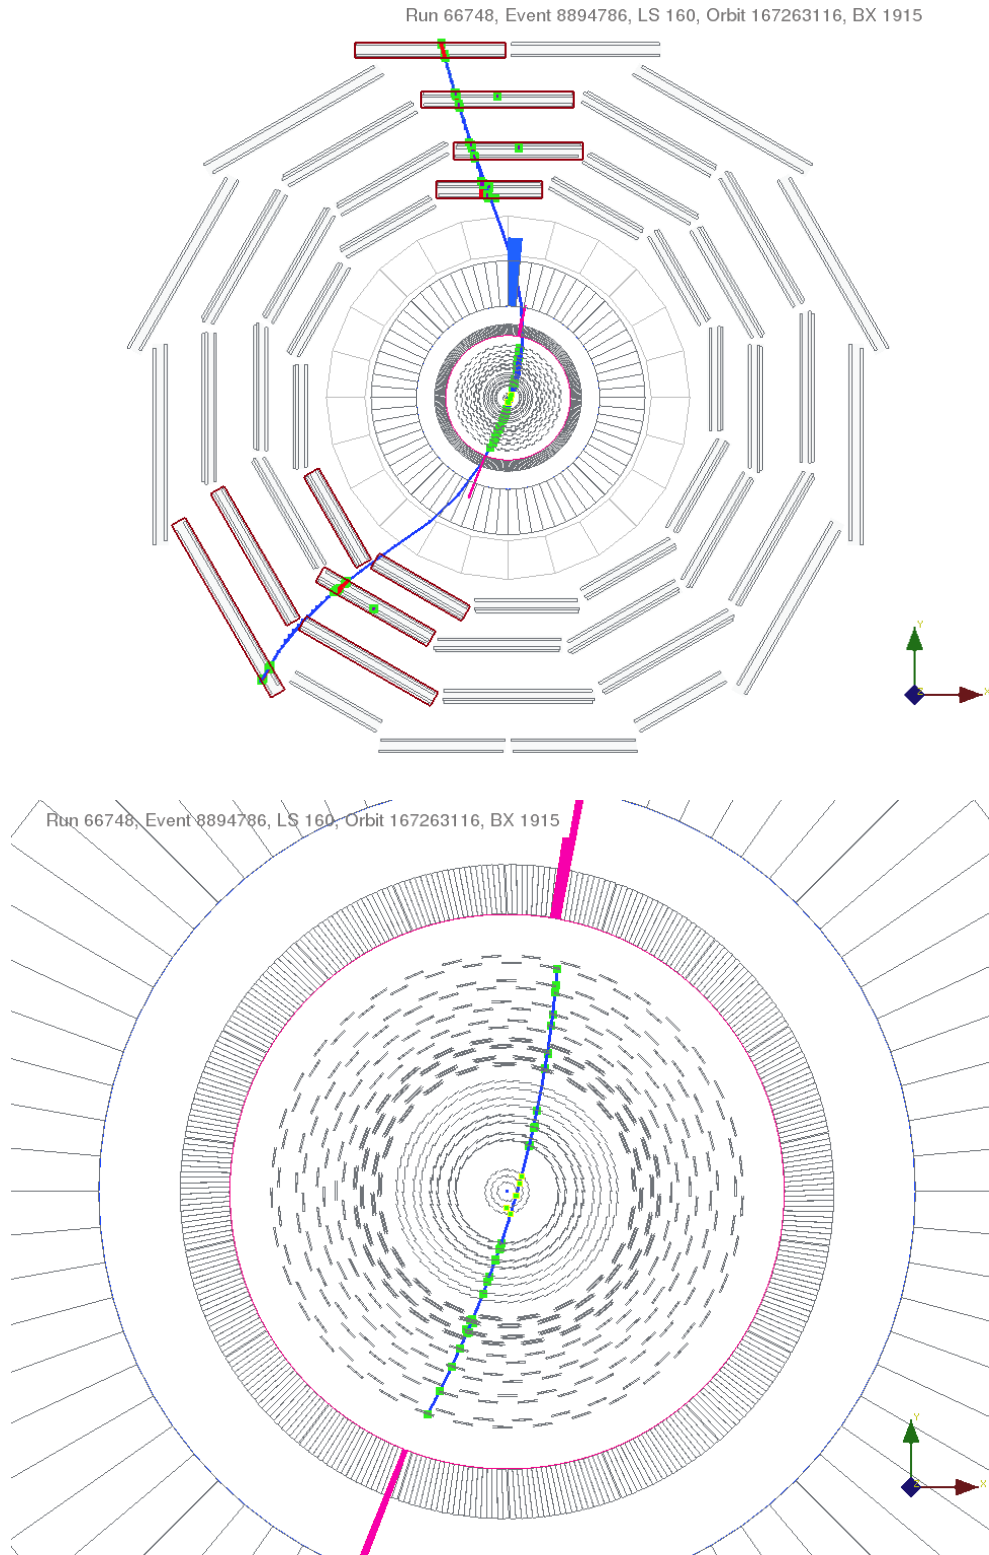 Run 66748, Event 8894786, LS 160, Orbit 167263116, BX 1915
Y
X
Z
Run 66748, Event 8894786, LS 160, Orbit 167263116, BX 1915
Y
X
Z